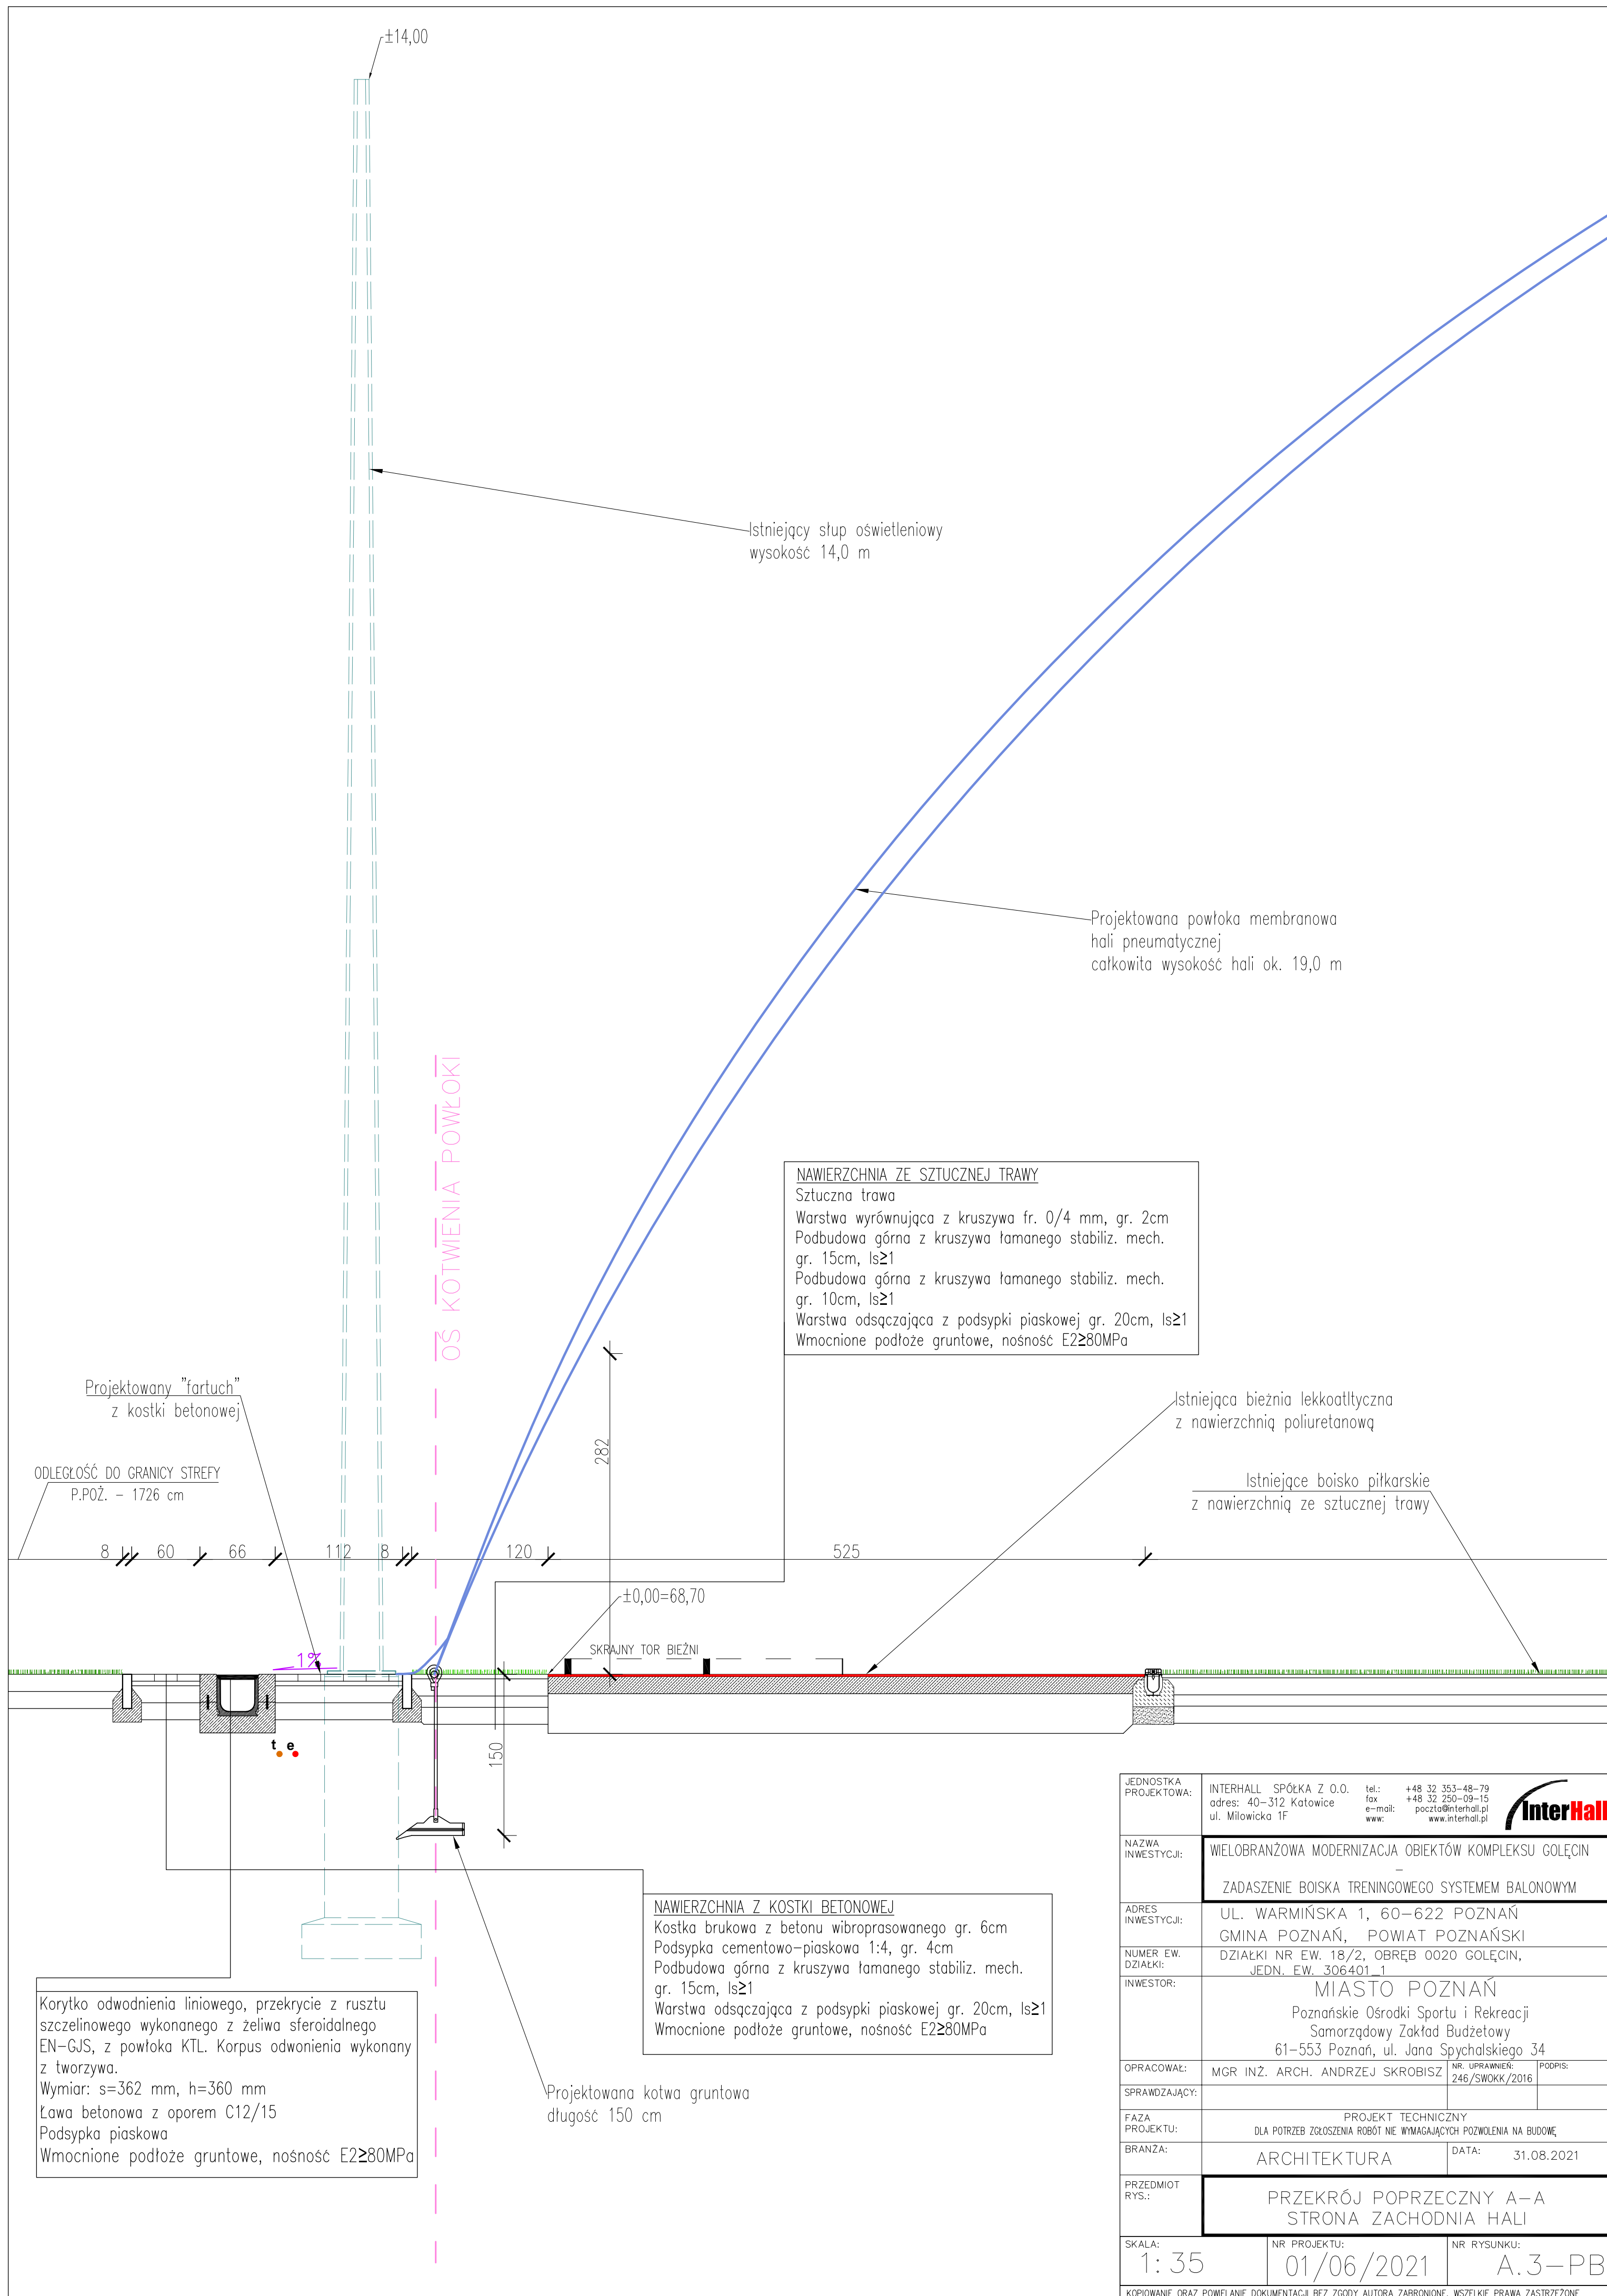 ±14,00
Istniejący słup oświetleniowy
wysokość 14,0 m
Projektowana powłoka membranowa
hali pneumatycznej
całkowita wysokość hali ok. 19,0 m
OŚ KOTWIENIA POWŁOKI
NAWIERZCHNIA ZE SZTUCZNEJ TRAWY
Sztuczna trawa
Warstwa wyrównująca z kruszywa fr. 0/4 mm, gr. 2cm
Podbudowa górna z kruszywa łamanego stabiliz. mech.
gr. 15cm, Is≥1
Podbudowa górna z kruszywa łamanego stabiliz. mech.
gr. 10cm, Is≥1
Warstwa odsączająca z podsypki piaskowej gr. 20cm, Is≥1
Wmocnione podłoże gruntowe, nośność E2≥80MPa
Projektowany "fartuch"
z kostki betonowej
282
Istniejąca bieżnia lekkoatltyczna
z nawierzchnią poliuretanową
ODLEGŁOŚĆ DO GRANICY STREFY
P.POŻ. - 1726 cm
Istniejące boisko piłkarskie
z nawierzchnią ze sztucznej trawy
8 60 66 112 8 120 525
±0,00=68,70
SKRAJNY TOR BIEŻNI
1%
t e
150
NAWIERZCHNIA Z KOSTKI BETONOWEJ
Kostka brukowa z betonu wibroprasowanego gr. 6cm
Podsypka cementowo-piaskowa 1:4, gr. 4cm
Podbudowa górna z kruszywa łamanego stabiliz. mech.
gr. 15cm, Is≥1
Warstwa odsączająca z podsypki piaskowej gr. 20cm, Is≥1
Wmocnione podłoże gruntowe, nośność E2≥80MPa
Korytko odwodnienia liniowego, przekrycie z rusztu
szczelinowego wykonanego z żeliwa sferoidalnego
EN-GJS, z powłoka KTL. Korpus odwonienia wykonany
z tworzywa.
Wymiar: s=362 mm, h=360 mm
Ława betonowa z oporem C12/15
Podsypka piaskowa
Wmocnione podłoże gruntowe, nośność E2≥80MPa
Projektowana kotwa gruntowa
długość 150 cm
JEDNOSTKA
PROJEKTOWA:
INTERHALL SPÓŁKA Z O.O.
adres: 40-312 Katowice
ul. Milowicka 1F
tel.: +48 32 353-48-79
fax +48 32 250-09-15
e-mail: poczta@interhall.pl
www: www.interhall.pl
InterHall
NAZWA
INWESTYCJI:
WIELOBRANŻOWA MODERNIZACJA OBIEKTÓW KOMPLEKSU GOLĘCIN
-
ZADASZENIE BOISKA TRENINGOWEGO SYSTEMEM BALONOWYM
ADRES
INWESTYCJI:
UL. WARMIŃSKA 1, 60-622 POZNAŃ
GMINA POZNAŃ, POWIAT POZNAŃSKI
NUMER EW.
DZIAŁKI:
DZIAŁKI NR EW. 18/2, OBRĘB 0020 GOLĘCIN,
JEDN. EW. 306401_1
INWESTOR:
MIASTO POZNAŃ
Poznańskie Ośrodki Sportu i Rekreacji
Samorządowy Zakład Budżetowy
61-553 Poznań, ul. Jana Spychalskiego 34
OPRACOWAŁ:
MGR INŻ. ARCH. ANDRZEJ SKROBISZ
NR. UPRAWNIEŃ:
246/SWOKK/2016
PODPIS:
SPRAWDZAJĄCY:
FAZA
PROJEKTU:
PROJEKT TECHNICZNY
DLA POTRZEB ZGŁOSZENIA ROBÓT NIE WYMAGAJĄCYCH POZWOLENIA NA BUDOWĘ
BRANŻA:
ARCHITEKTURA
DATA: 31.08.2021
PRZEDMIOT
RYS.:
PRZEKRÓJ POPRZECZNY A-A
STRONA ZACHODNIA HALI
SKALA:
1:35
NR PROJEKTU:
01/06/2021
NR RYSUNKU:
A.3-PB
KOPIOWANIE ORAZ POWIELANIE DOKUMENTACJI BEZ ZGODY AUTORA ZABRONIONE. WSZELKIE PRAWA ZASTRZEŻONE